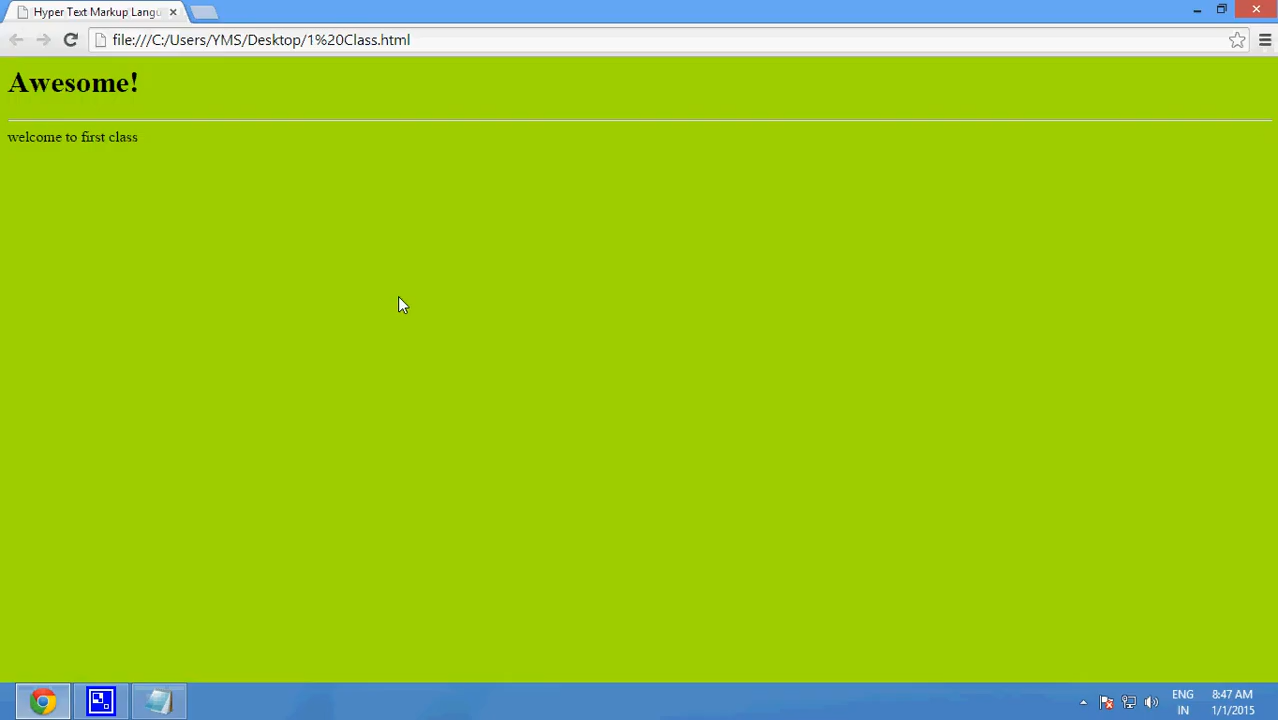 Hyper Text Markup Langu
file:///C:/Users/YMS/Desktop/1%20Class.html
Awesome!
welcome to first class
ENG 8:47 AM
IN 1/1/2015